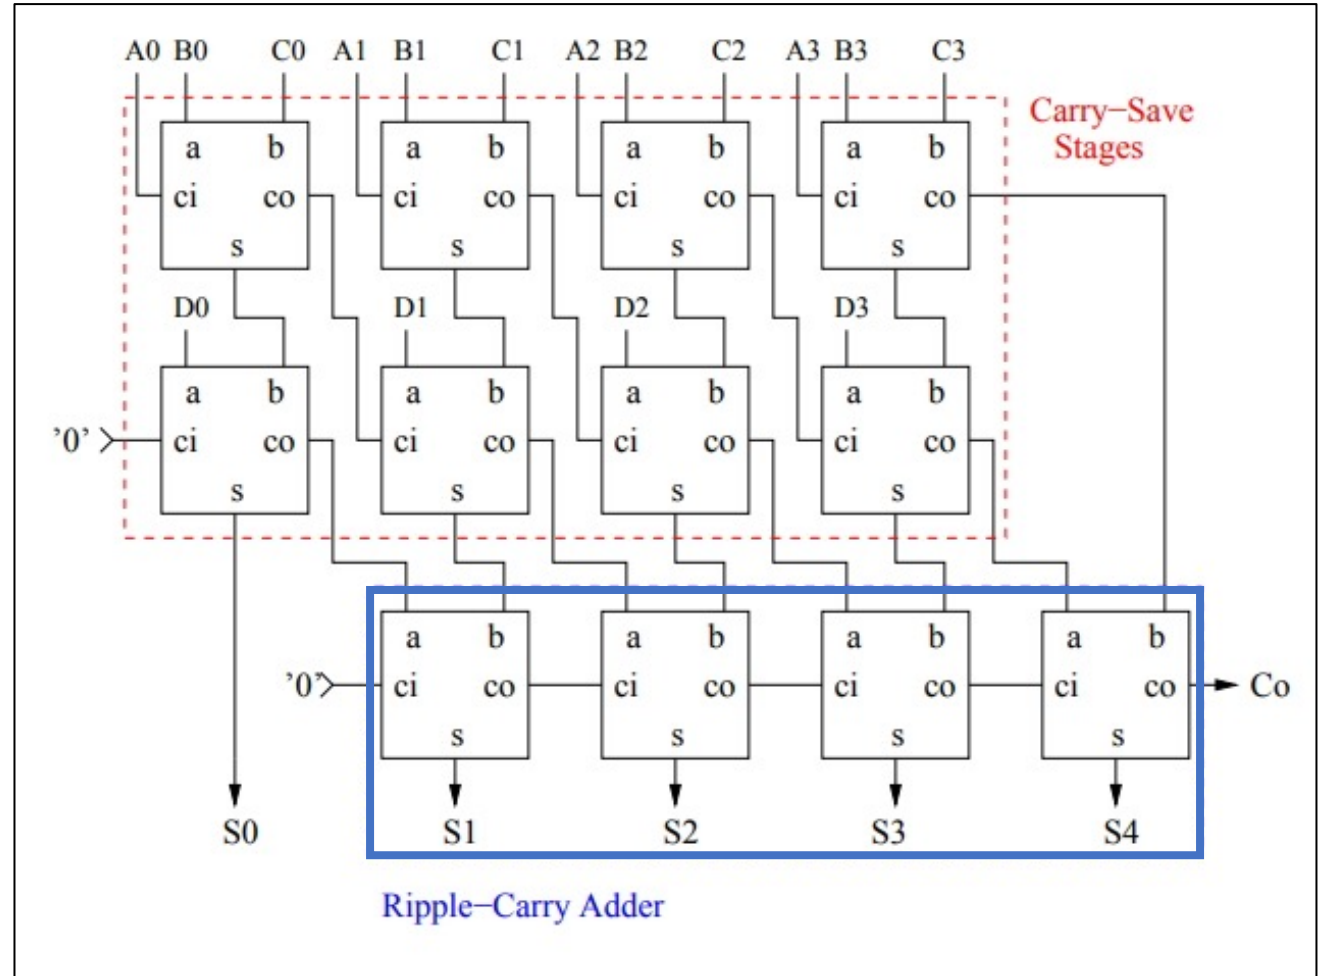 A0 B0 C0 A1 B1 C1 A2 B2 C2 A3 B3 C3
Carry−Save
Stages
a b a b a b a b
ci co ci co ci co ci co
s s s s
D0 D1 D2 D3
a b a b a b a b
'0' ci co ci co ci co ci co
s s s s
a b a b a b a b
'0' ci co ci co ci co ci co Co
s s s s
S0 S1 S2 S3 S4
Ripple−Carry Adder